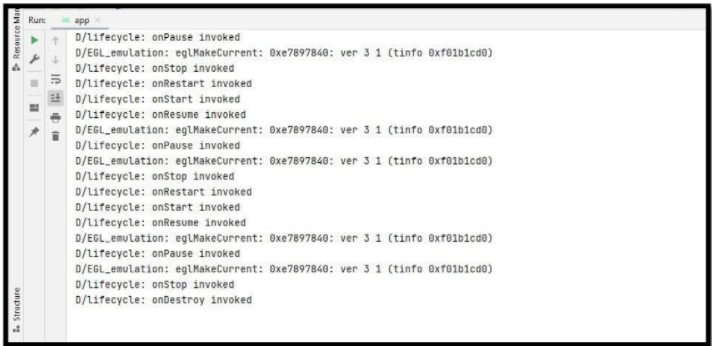 Resource Man
Run: app
D/lifecycle: onPause invoked
D/EGL_emulation: eglMakeCurrent: 0xe7897840: ver 3 1 (tinfo 0xf01b1cd0)
D/lifecycle: onStop invoked
D/lifecycle: onRestart invoked
D/lifecycle: onStart invoked
D/lifecycle: onResume invoked
D/EGL_emulation: eglMakeCurrent: 0xe7897840: ver 3 1 (tinfo 0xf01b1cd0)
D/lifecycle: onPause invoked
D/EGL_emulation: eglMakeCurrent: 0xe7897840: ver 3 1 (tinfo 0xf01b1cd0)
D/lifecycle: onStop invoked
D/lifecycle: onRestart invoked
D/lifecycle: onStart invoked
D/lifecycle: onResume invoked
D/EGL_emulation: eglMakeCurrent: 0xe7897840: ver 3 1 (tinfo 0xf01b1cd0)
D/lifecycle: onPause invoked
D/EGL_emulation: eglMakeCurrent: 0xe7897840: ver 3 1 (tinfo 0xf01b1cd0)
D/lifecycle: onStop invoked
D/lifecycle: onDestroy invoked
Structure